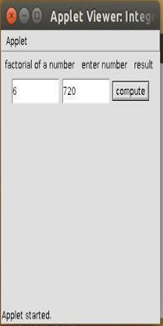 Applet Viewer: Integ
Applet
factorial of a number enter number result
6 720 compute
Applet started.